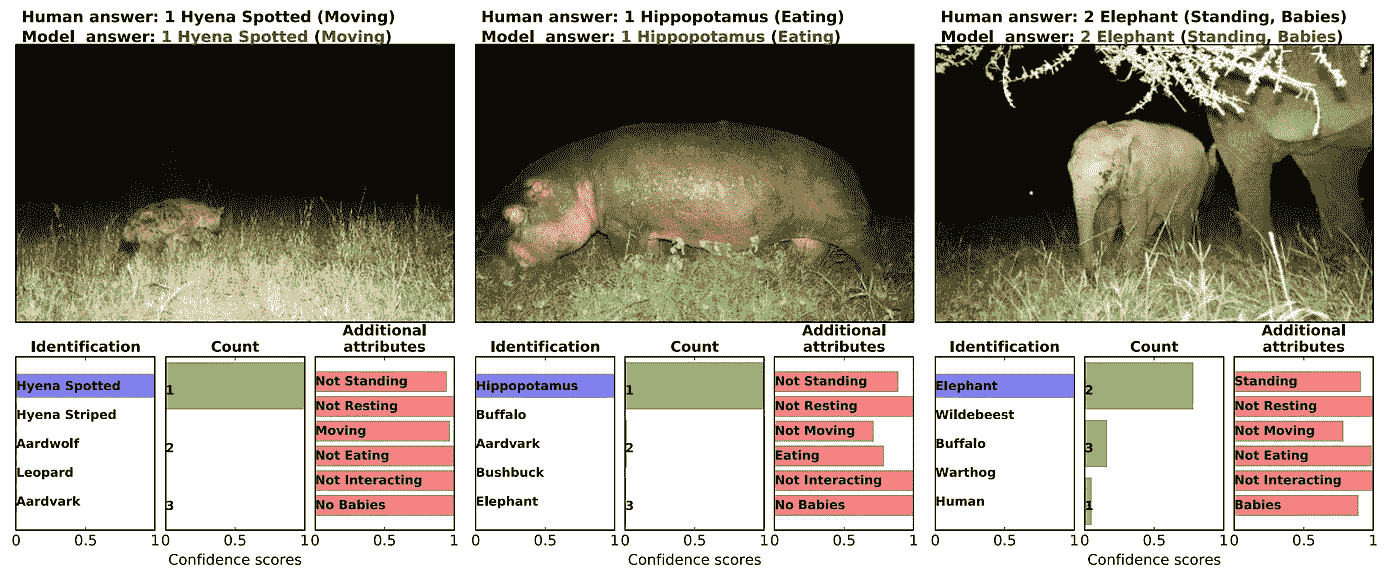 Human answer: 1 Hyena Spotted (Moving)
Model  answer: 1 Hyena Spotted (Moving)
Identification
Count
Additional
attributes
Hyena Spotted
Hyena Striped
Aardwolf
Leopard
Aardvark
1
2
3
Not Standing
Not Resting
Moving
Not Eating
Not Interacting
No Babies
0 0.5 1 0 0.5 1 0 0.5 1
Confidence scores
Human answer: 1 Hippopotamus (Eating)
Model  answer: 1 Hippopotamus (Eating)
Identification
Count
Additional
attributes
Hippopotamus
Buffalo
Aardvark
Bushbuck
Elephant
1
2
3
Not Standing
Not Resting
Not Moving
Eating
Not Interacting
No Babies
0 0.5 1 0 0.5 1 0 0.5 1
Confidence scores
Human answer: 2 Elephant (Standing, Babies)
Model  answer: 2 Elephant (Standing, Babies)
Identification
Count
Additional
attributes
Elephant
Wildebeest
Buffalo
Warthog
Human
2
3
1
Standing
Not Resting
Not Moving
Not Eating
Not Interacting
Babies
0 0.5 1 0 0.5 1 0 0.5 1
Confidence scores